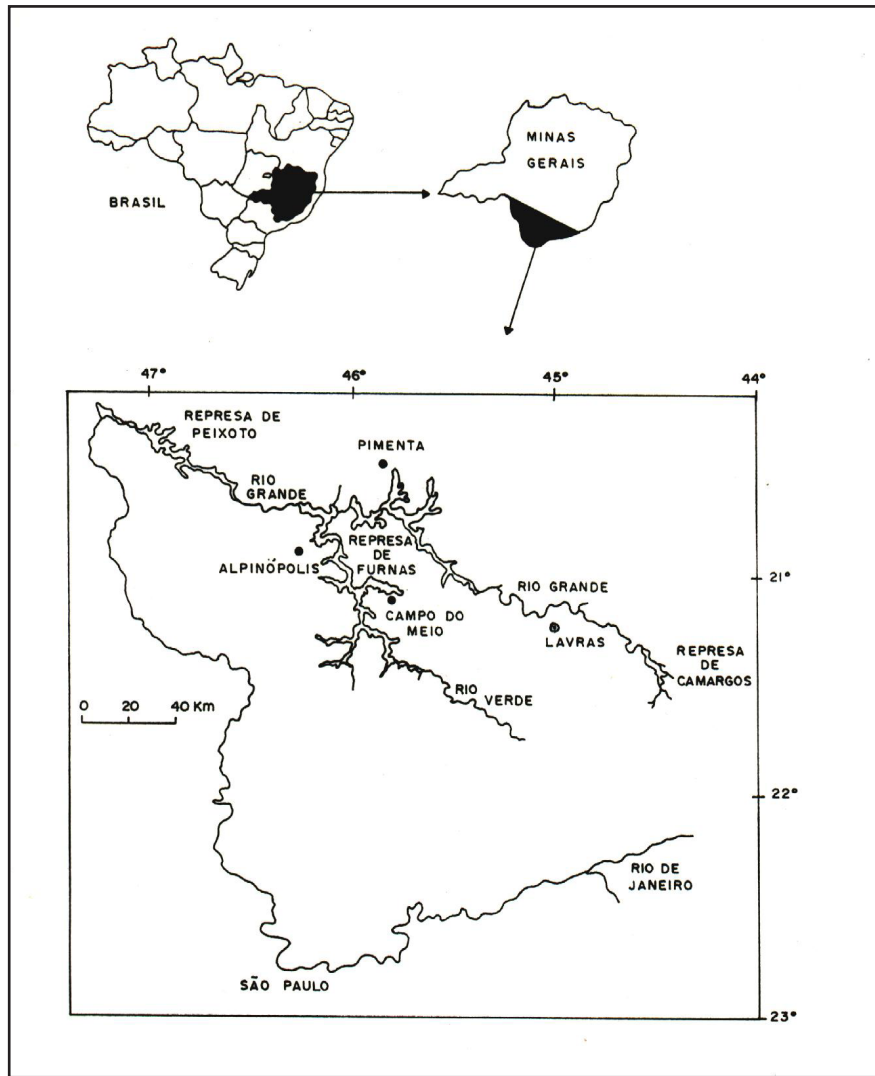 BRASIL
MINAS
GERAIS
47°
46°
45°
44°
REPRESA DE
PEIXOTO
PIMENTA
RIO
GRANDE
ALPINÓPOLIS
REPRESA
DE
FURNAS
21°
RIO GRANDE
CAMPO DO
MEIO
LAVRAS
REPRESA
DE
CAMARGOS
0 20 40 Km
RIO
VERDE
22°
RIO DE
JANEIRO
SÃO PAULO
23°